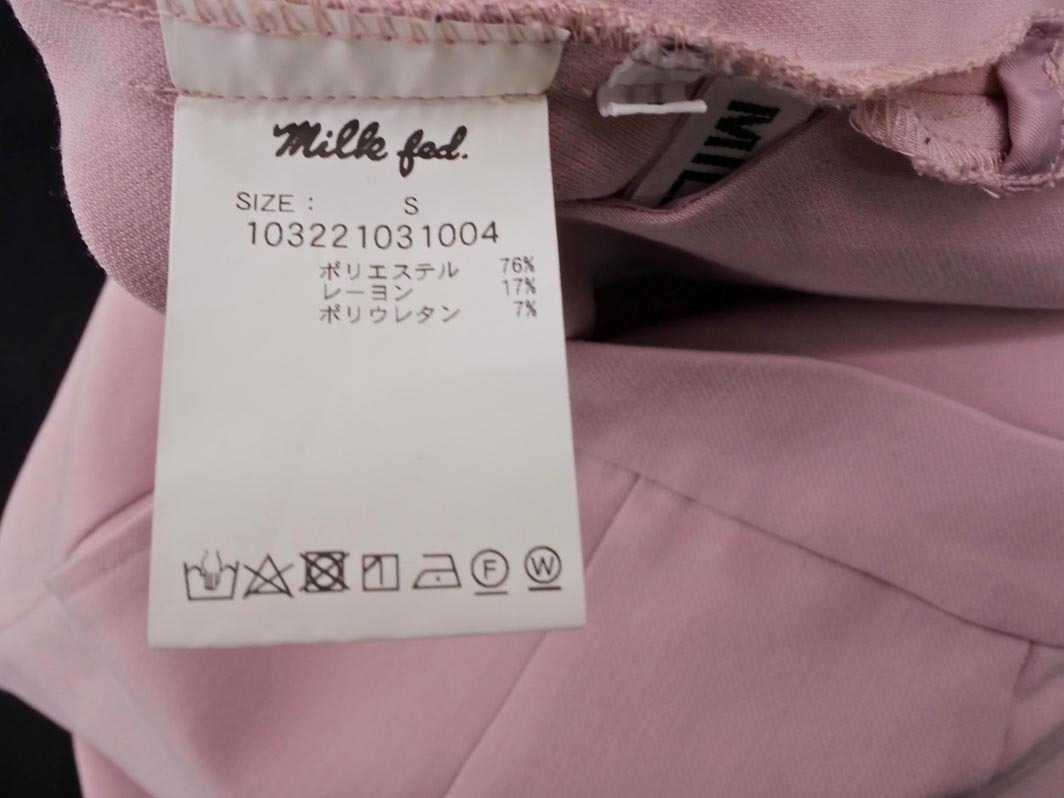 Milk fed.
SIZE : S
103221031004
ポリエステル 76%
レーヨン 17%
ポリウレタン 7%
F W
MIL